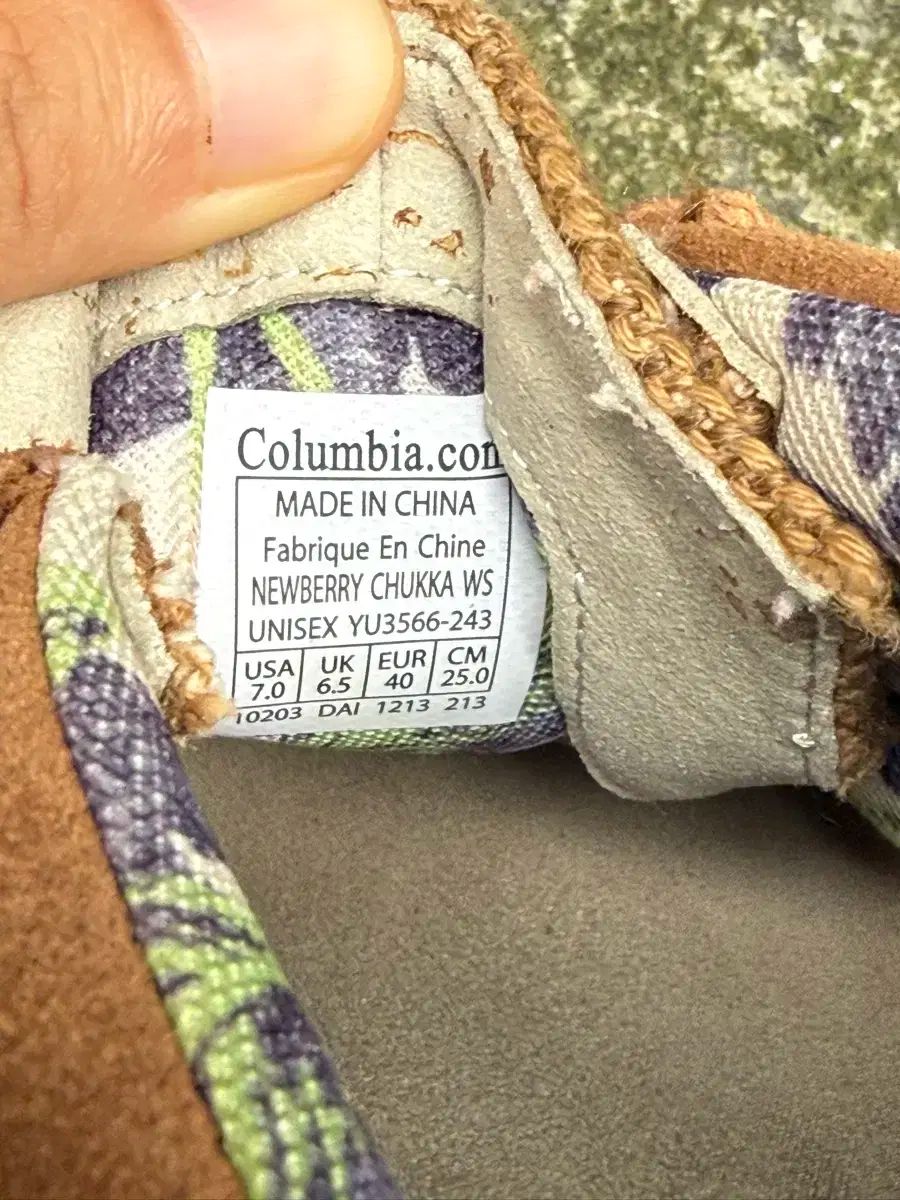 Columbia.com
MADE IN CHINA
Fabrique En Chine
NEWBERRY CHUKKA WS
UNISEX YU3566-243
USA UK EUR CM
7.0 6.5 40 25.0
10203 DAI 1213 213